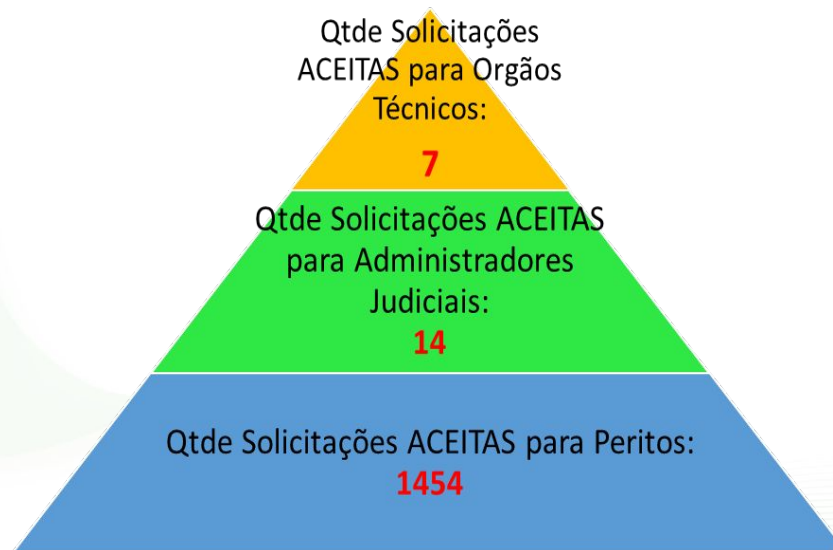 Qtde Solicitações
ACEITAS para Orgãos
Técnicos:
7
Qtde Solicitações ACEITAS
para Administradores
Judiciais:
14
Qtde Solicitações ACEITAS para Peritos:
1454